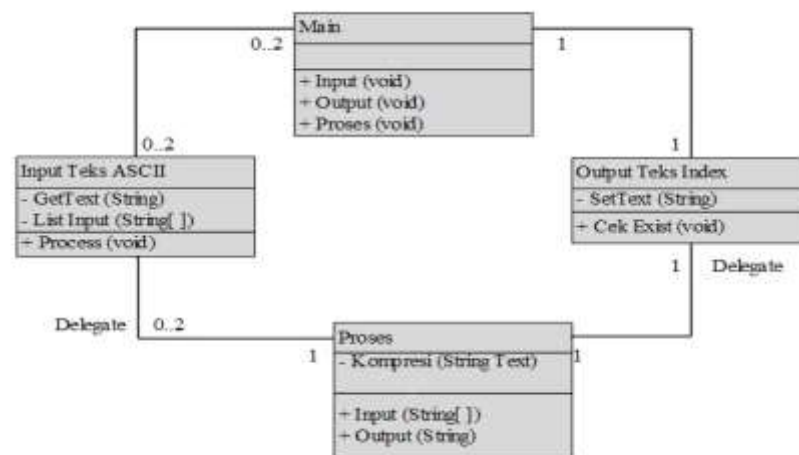 Main
0..2
1
+ Input (void)
+ Output (void)
+ Proses (void)
0..2
1
Input Teks ASCII
- GetText (String)
- List Input (String[ ])
+ Process (void)
Output Teks Index
- SetText (String)
+ Cek Exist (void)
1
Delegate
Delegate
0..2
1
Proses
- Kompresi (String Text)
1
+ Input (String[ ])
+ Output (String)